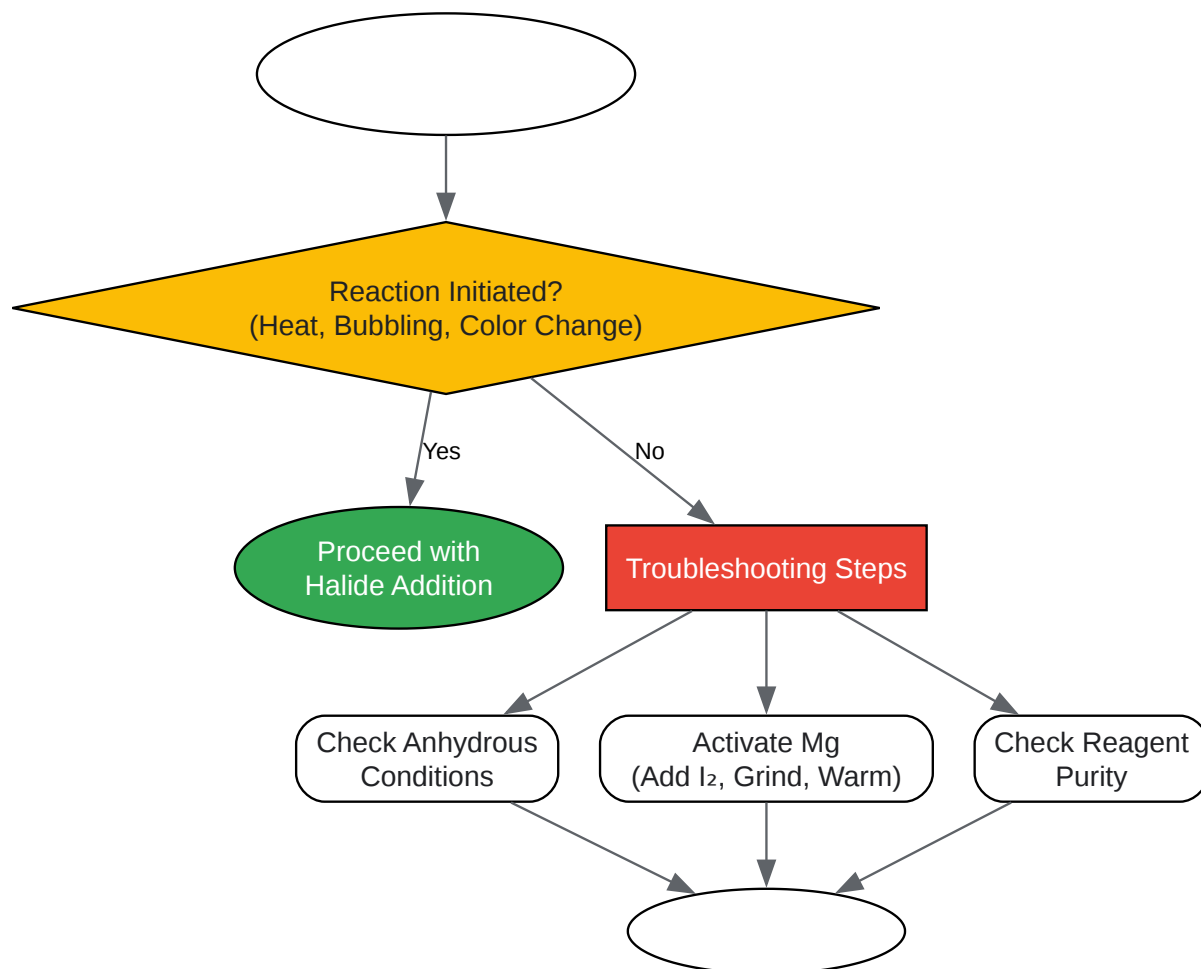 Reaction Initiated?
(Heat, Bubbling, Color Change)
Yes
No
Proceed with
Halide Addition
Troubleshooting Steps
Check Anhydrous
Conditions
Activate Mg
(Add I₂, Grind, Warm)
Check Reagent
Purity